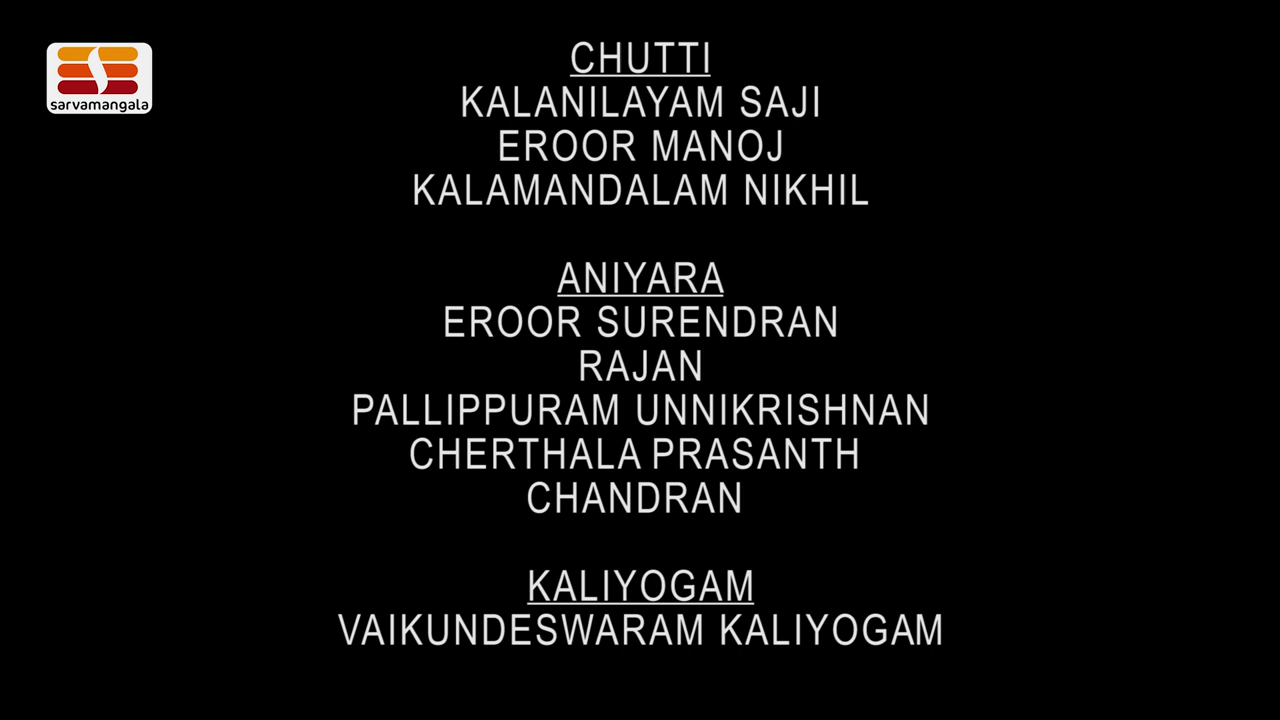 sarvamangala
CHUTTI
KALANILAYAM SAJI
EROOR MANOJ
KALAMANDALAM NIKHIL
ANIYARA
EROOR SURENDRAN
RAJAN
PALLIPPURAM UNNIKRISHNAN
CHERTHALA PRASANTH
CHANDRAN
KALIYOGAM
VAIKUNDESWARAM KALIYOGAM